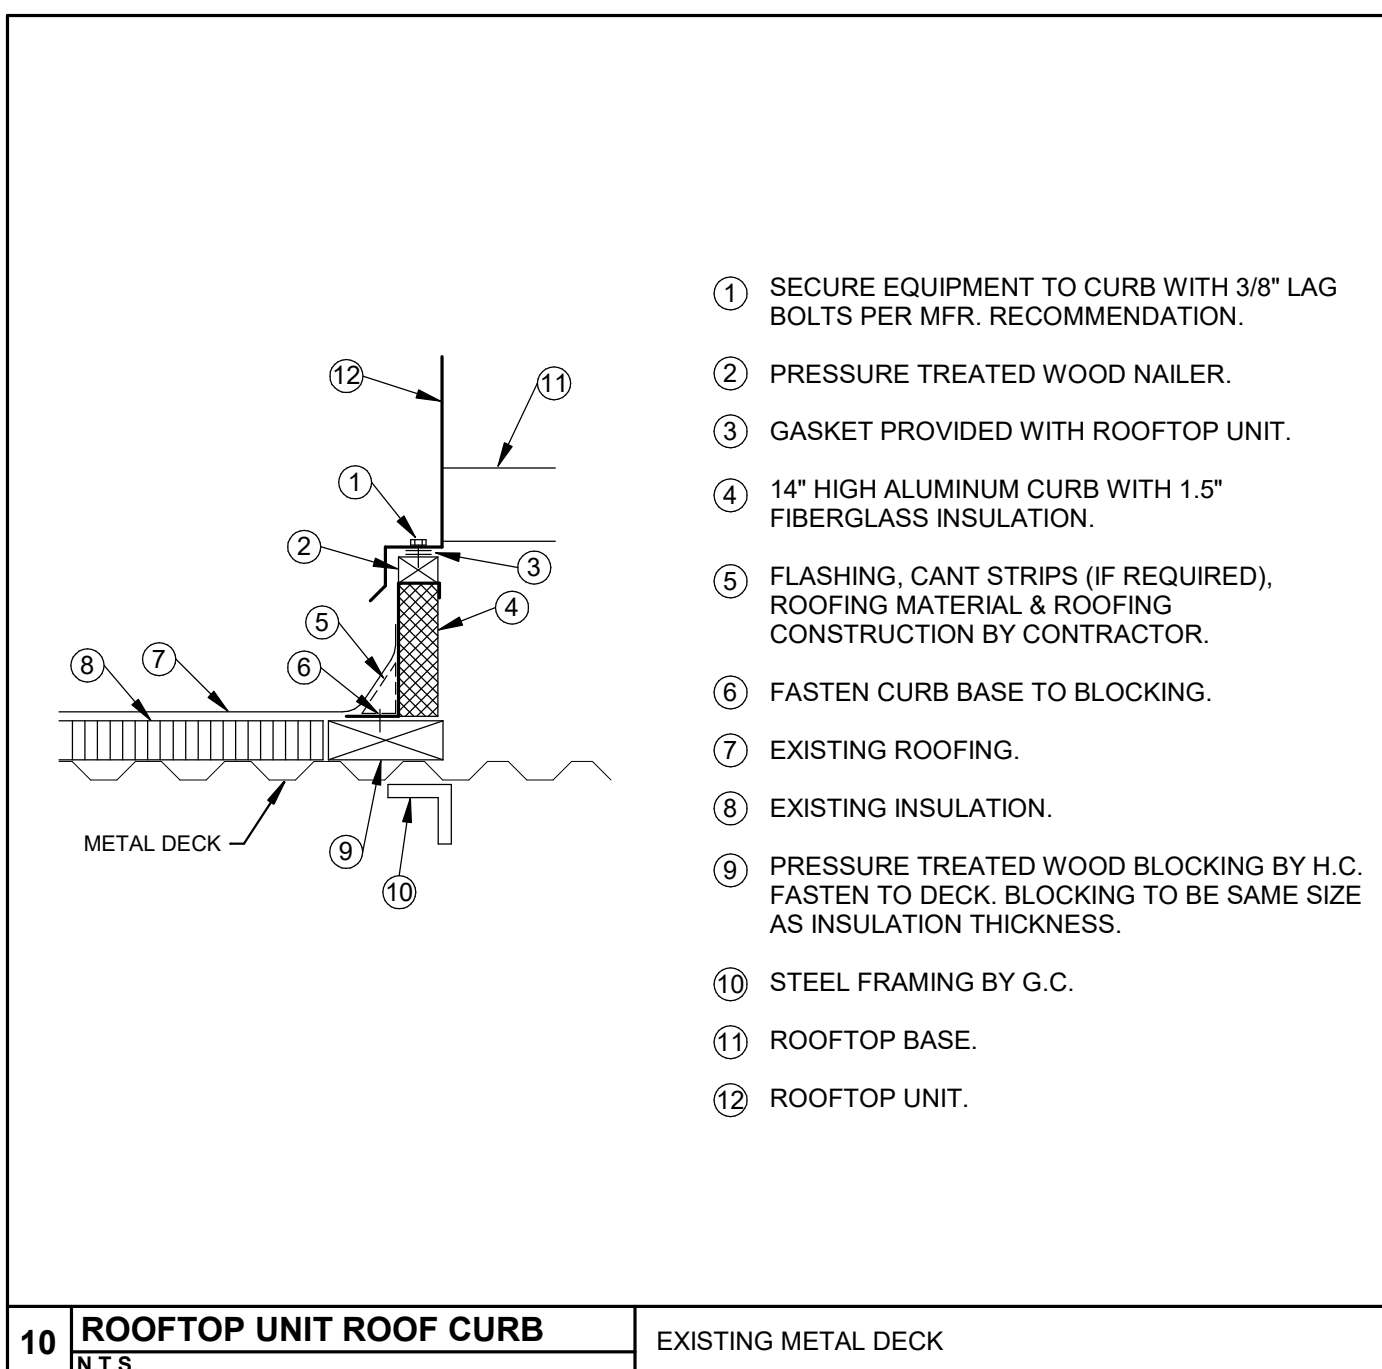 12
11
1
2
3
4
5
6
7
8
METAL DECK
9
10
1 SECURE EQUIPMENT TO CURB WITH 3/8" LAG
BOLTS PER MFR. RECOMMENDATION.
2 PRESSURE TREATED WOOD NAILER.
3 GASKET PROVIDED WITH ROOFTOP UNIT.
4 14" HIGH ALUMINUM CURB WITH 1.5"
FIBERGLASS INSULATION.
5 FLASHING, CANT STRIPS (IF REQUIRED),
ROOFING MATERIAL & ROOFING
CONSTRUCTION BY CONTRACTOR.
6 FASTEN CURB BASE TO BLOCKING.
7 EXISTING ROOFING.
8 EXISTING INSULATION.
9 PRESSURE TREATED WOOD BLOCKING BY H.C.
FASTEN TO DECK. BLOCKING TO BE SAME SIZE
AS INSULATION THICKNESS.
10 STEEL FRAMING BY G.C.
11 ROOFTOP BASE.
12 ROOFTOP UNIT.
10 ROOFTOP UNIT ROOF CURB
N.T.S.
EXISTING METAL DECK